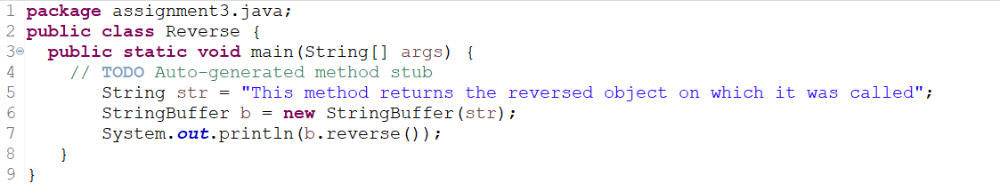 1 package assignment3.java;
2 public class Reverse {
3 public static void main(String[] args) {
4 // TODO Auto-generated method stub
5 String str = "This method returns the reversed object on which it was called";
6 StringBuffer b = new StringBuffer(str);
7 System.out.println(b.reverse());
8 }
9 }